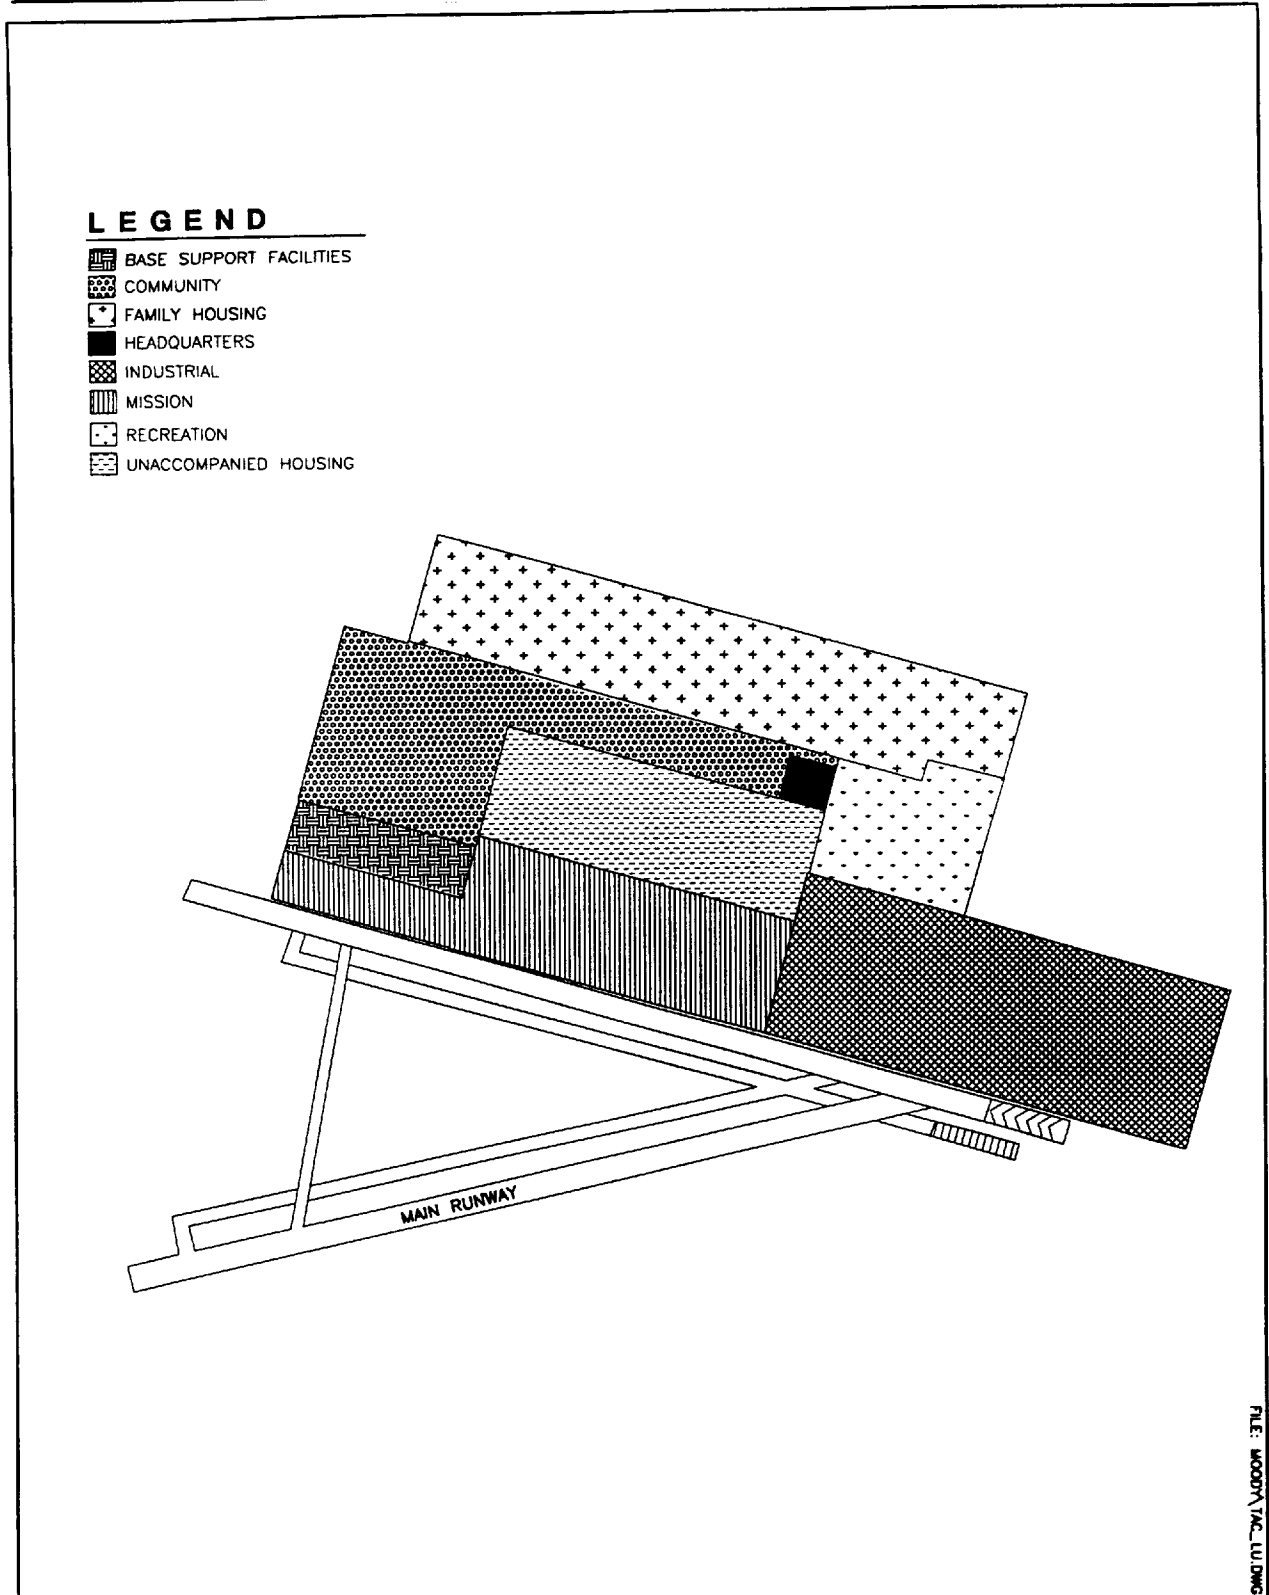 LEGEND
BASE SUPPORT FACILITIES
COMMUNITY
FAMILY HOUSING
HEADQUARTERS
INDUSTRIAL
MISSION
RECREATION
UNACCOMPANIED HOUSING
MAIN RUNWAY
FILE: MOODY\TAC_LU.DWG